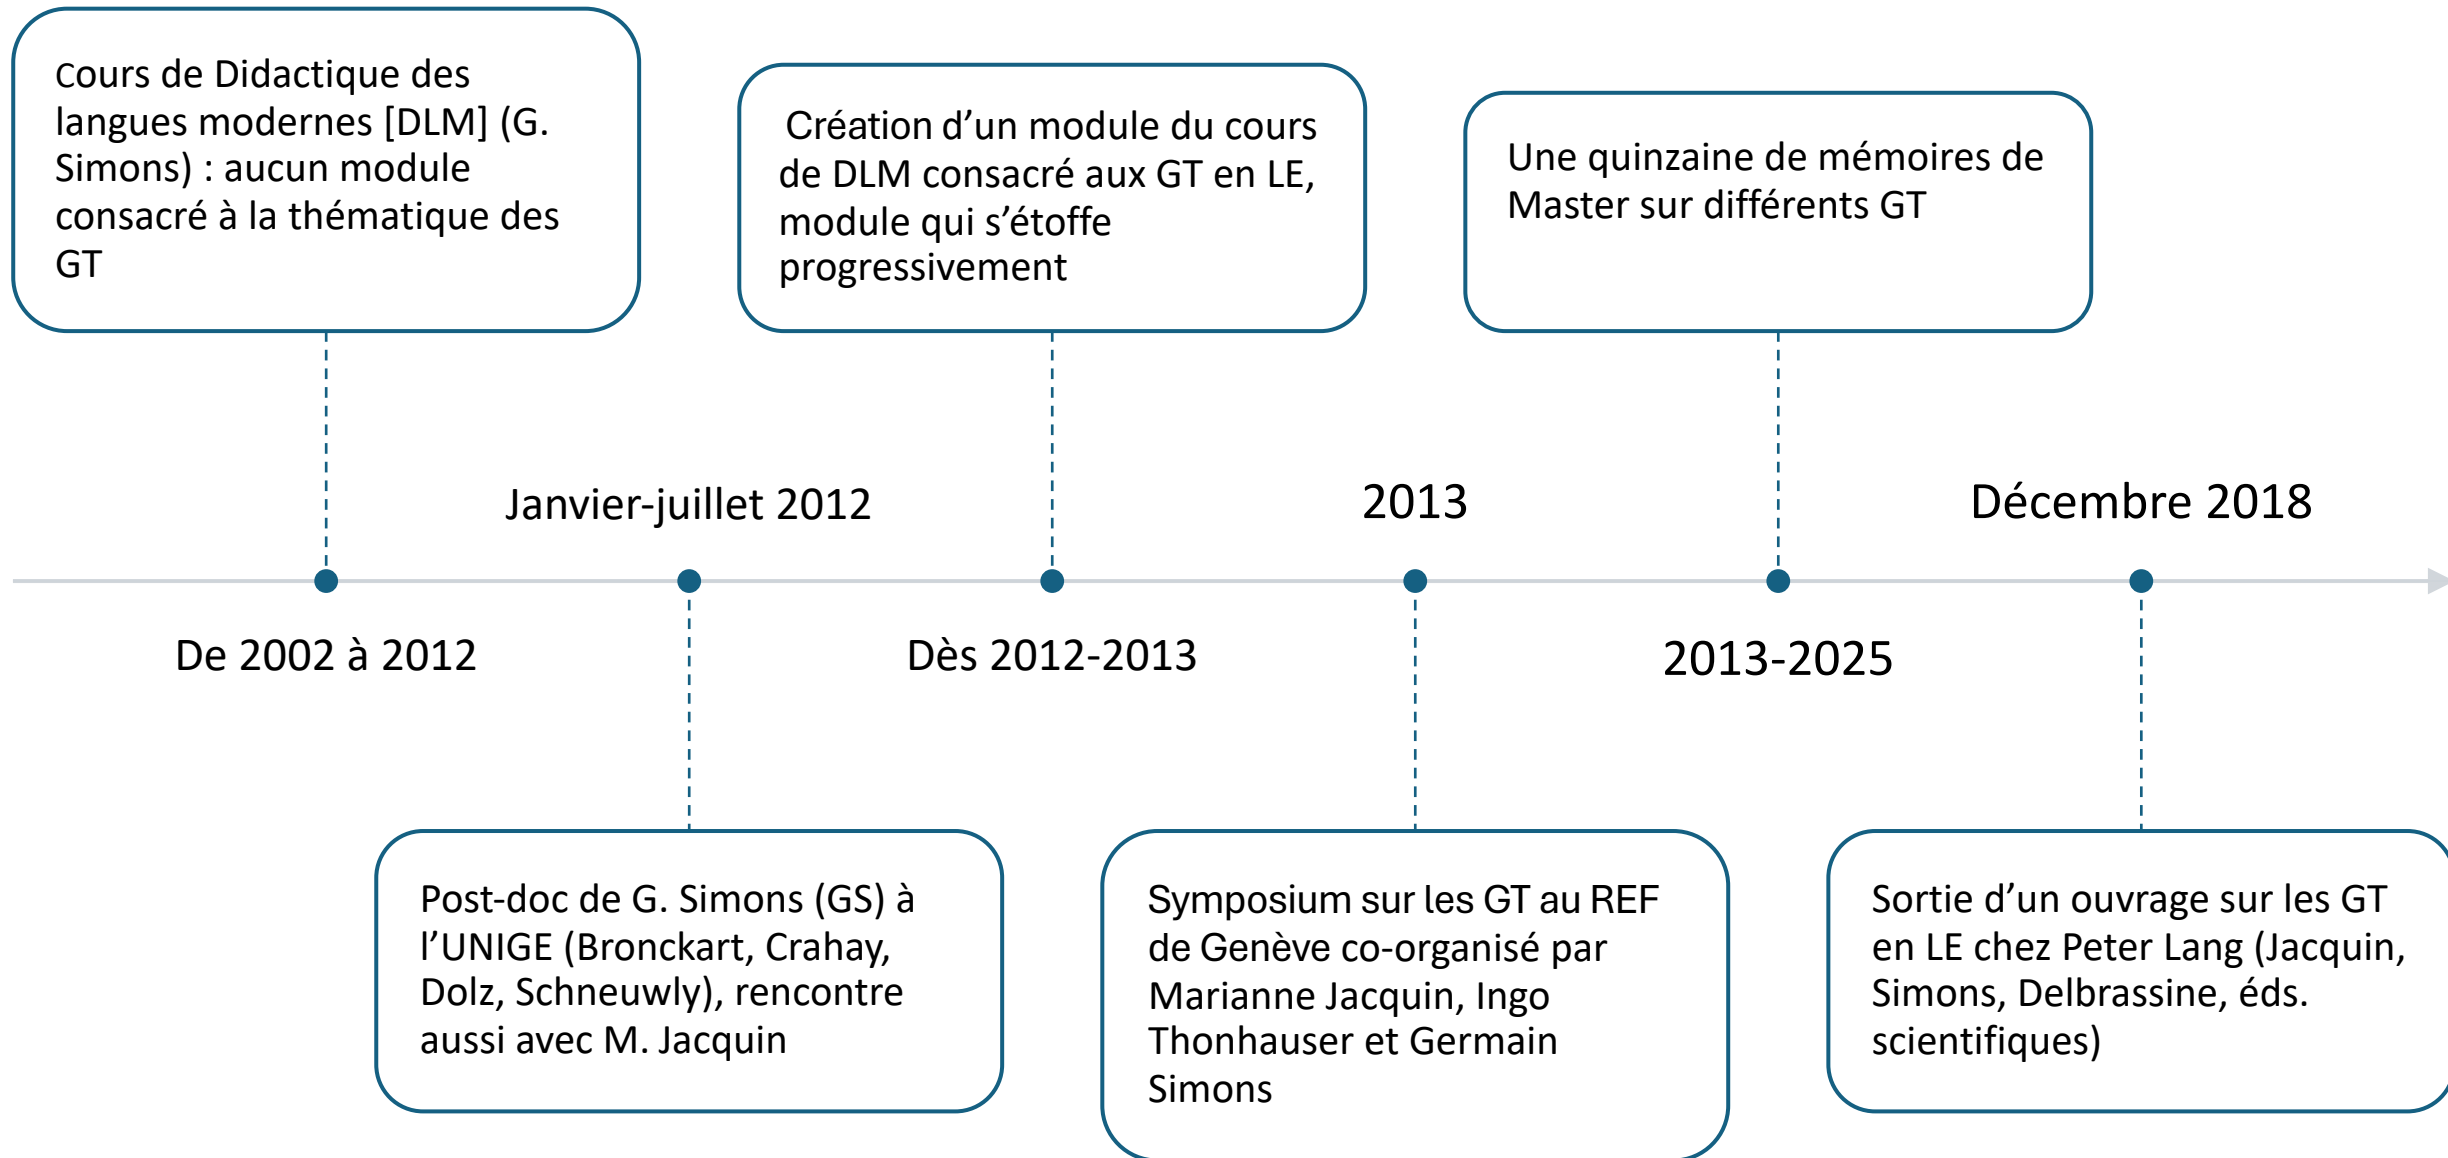 Cours de Didactique des
langues modernes [DLM] (G.
Simons) : aucun module
consacré à la thématique des
GT
Création d’un module du cours
de DLM consacré aux GT en LE,
module qui s’étoffe
progressivement
Une quinzaine de mémoires de
Master sur différents GT
Janvier-juillet 2012
2013
Décembre 2018
De 2002 à 2012
Dès 2012-2013
2013-2025
Post-doc de G. Simons (GS) à
l’UNIGE (Bronckart, Crahay,
Dolz, Schneuwly), rencontre
aussi avec M. Jacquin
Symposium sur les GT au REF
de Genève co-organisé par
Marianne Jacquin, Ingo
Thonhauser et Germain
Simons
Sortie d’un ouvrage sur les GT
en LE chez Peter Lang (Jacquin,
Simons, Delbrassine, éds.
scientifiques)